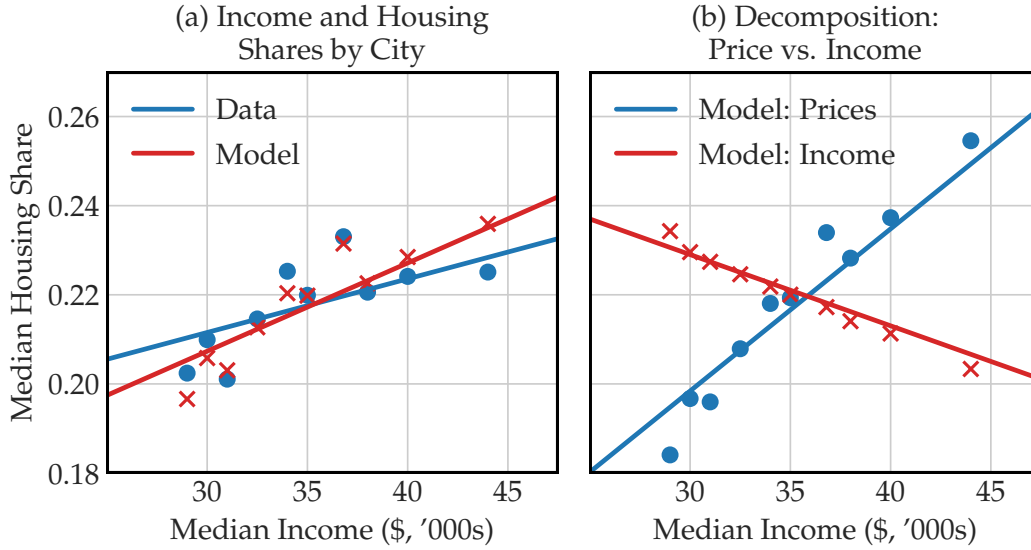 (a) Income and Housing
Shares by City
(b) Decomposition:
Price vs. Income
Median Housing Share
0.26
0.24
0.22
0.20
0.18
Data
Model
Model: Prices
Model: Income
30
35
40
45
30
35
40
45
Median Income ($, '000s)
Median Income ($, '000s)